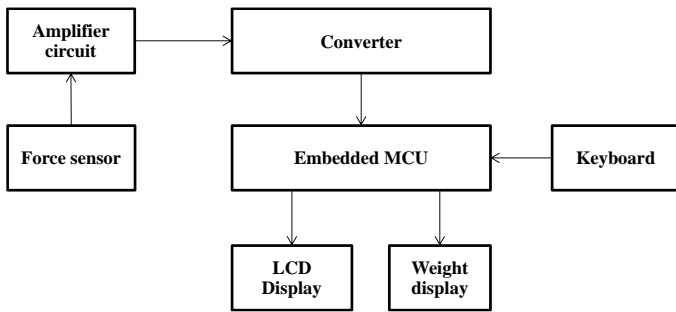 Amplifier
circuit
Converter
Force sensor
Embedded MCU
Keyboard
LCD
Display
Weight
display